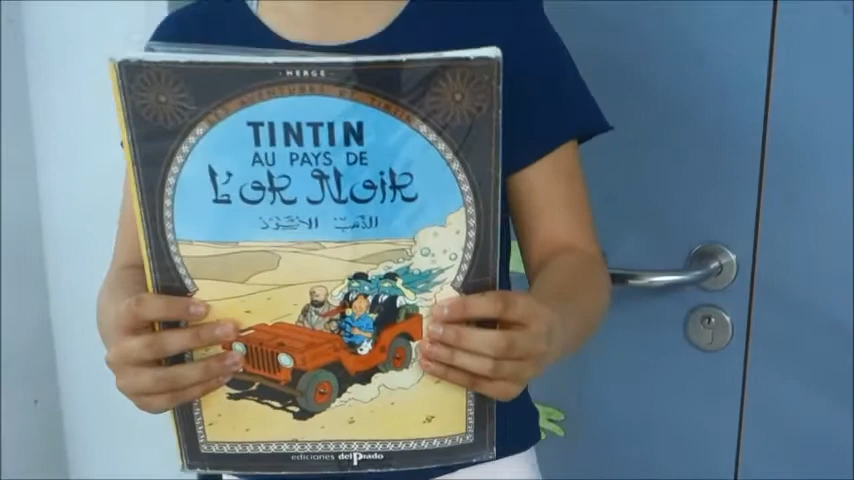 HERGÉ
LES AVENTURES DE TINTIN
TINTIN
AU PAYS DE
L'OR NOIR
الذهب الأسود
ediciones delPrado